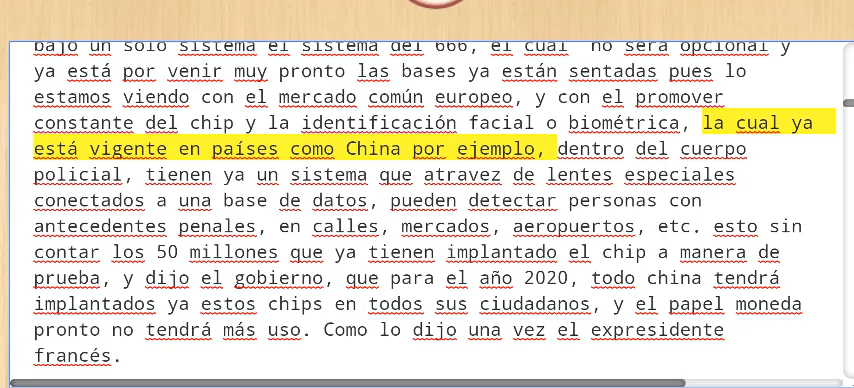 bajo un solo sistema el sistema del 666, el cual  no será opcional y
ya está por venir muy pronto las bases ya están sentadas pues lo
estamos viendo con el mercado común europeo, y con el promover
constante del chip y la identificación facial o biométrica, la cual ya
está vigente en países como China por ejemplo, dentro del cuerpo
policial, tienen ya un sistema que atravez de lentes especiales
conectados a una base de datos, pueden detectar personas con
antecedentes penales, en calles, mercados, aeropuertos, etc. esto sin
contar los 50 millones que ya tienen implantado el chip a manera de
prueba, y dijo el gobierno, que para el año 2020, todo china tendrá
implantados ya estos chips en todos sus ciudadanos, y el papel moneda
pronto no tendrá más uso. Como lo dijo una vez el expresidente
francés.